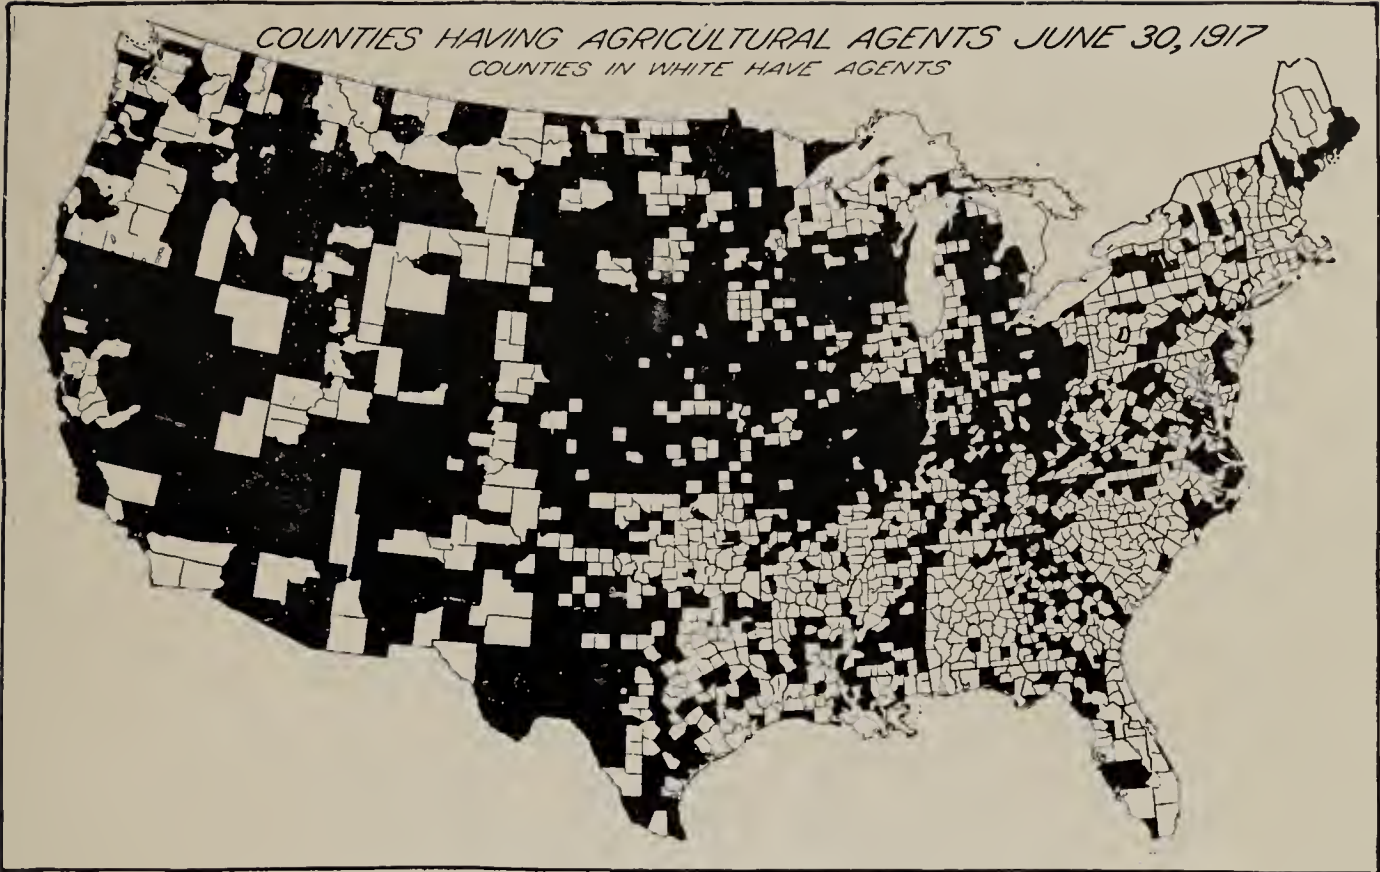 COUNTIES HAVING AGRICULTURAL AGENTS JUNE 30, 1917
COUNTIES IN WHITE HAVE AGENTS